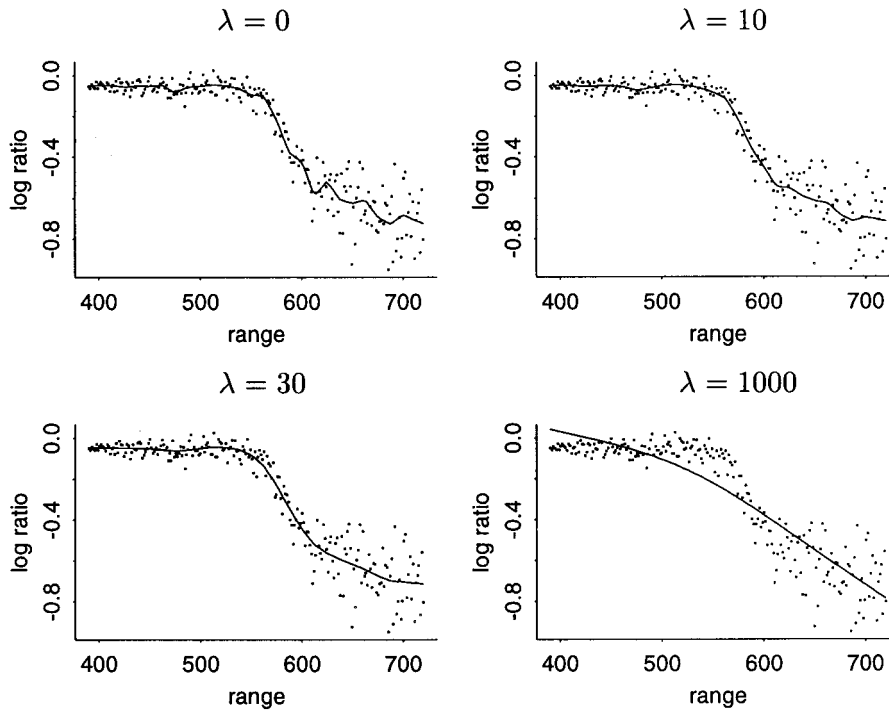 λ = 0
log ratio
0.0
-0.4
-0.8
400 500 600 700
range
λ = 10
log ratio
0.0
-0.4
-0.8
400 500 600 700
range
λ = 30
log ratio
0.0
-0.4
-0.8
400 500 600 700
range
λ = 1000
log ratio
0.0
-0.4
-0.8
400 500 600 700
range